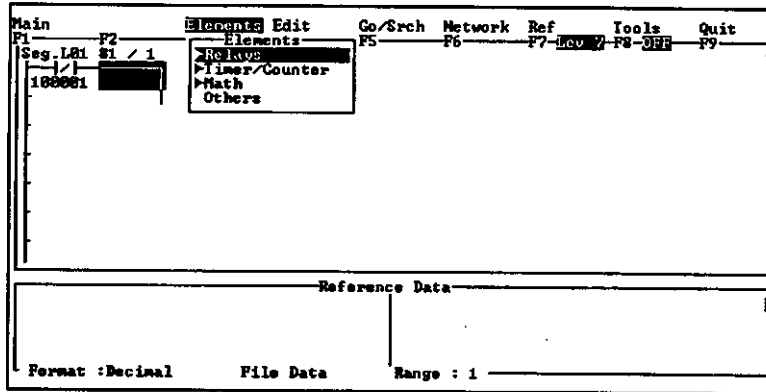 Main Elements Edit Go/Srch Network Ref Tools Quit
F1 F2 Elements F5 F6 F7-Lev 7 F8-OFF F9
Seg.L01 #1 / 1
Relays
100001
Timer/Counter
Math
Others
Reference Data
Format :Decimal File Data Range : 1